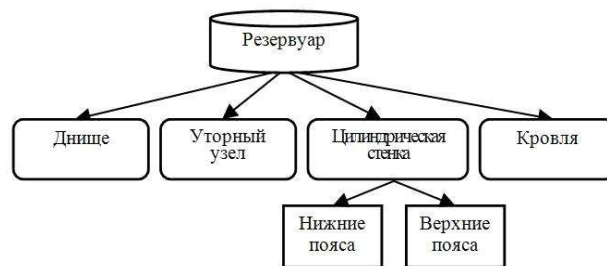 Резервуар
Днище
Уторный
узел
Цилиндрическая
стенка
Кровля
Нижние
пояса
Верхние
пояса